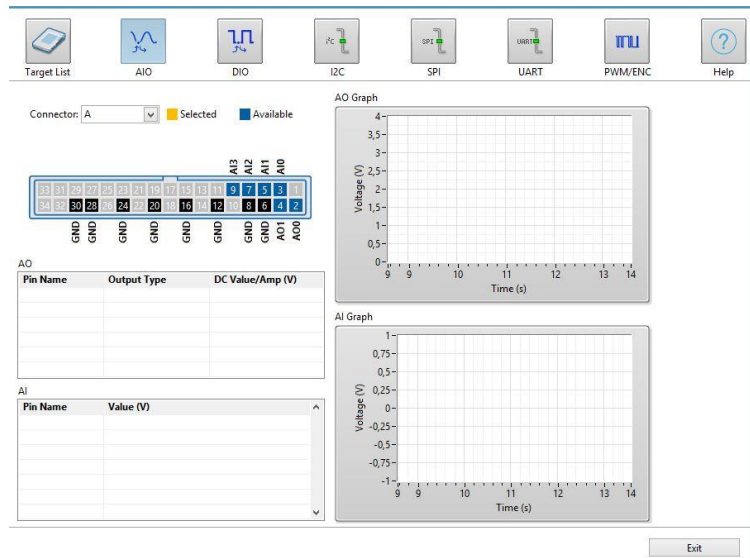 Target List AIO DIO I2C SPI UART PWM/ENC Help
I²C SPI UART ?
Connector: A Selected Available
AI3 AI2 AI1 AI0
33 31 29 27 25 23 21 19 17 15 13 11 9 7 5 3 1
34 32 30 28 26 24 22 20 18 16 14 12 10 8 6 4 2
GND GND GND GND GND GND GND GND AO1 AO0
AO
Pin Name Output Type DC Value/Amp (V)
AI
Pin Name Value (V)
AO Graph
Voltage (V)
4
3,5
3
2,5
2
1,5
1
0,5
0
9 9 10 11 12 13 14
Time (s)
AI Graph
Voltage (V)
1
0,75
0,5
0,25
0
-0,25
-0,5
-0,75
-1
9 9 10 11 12 13 14
Time (s)
Exit